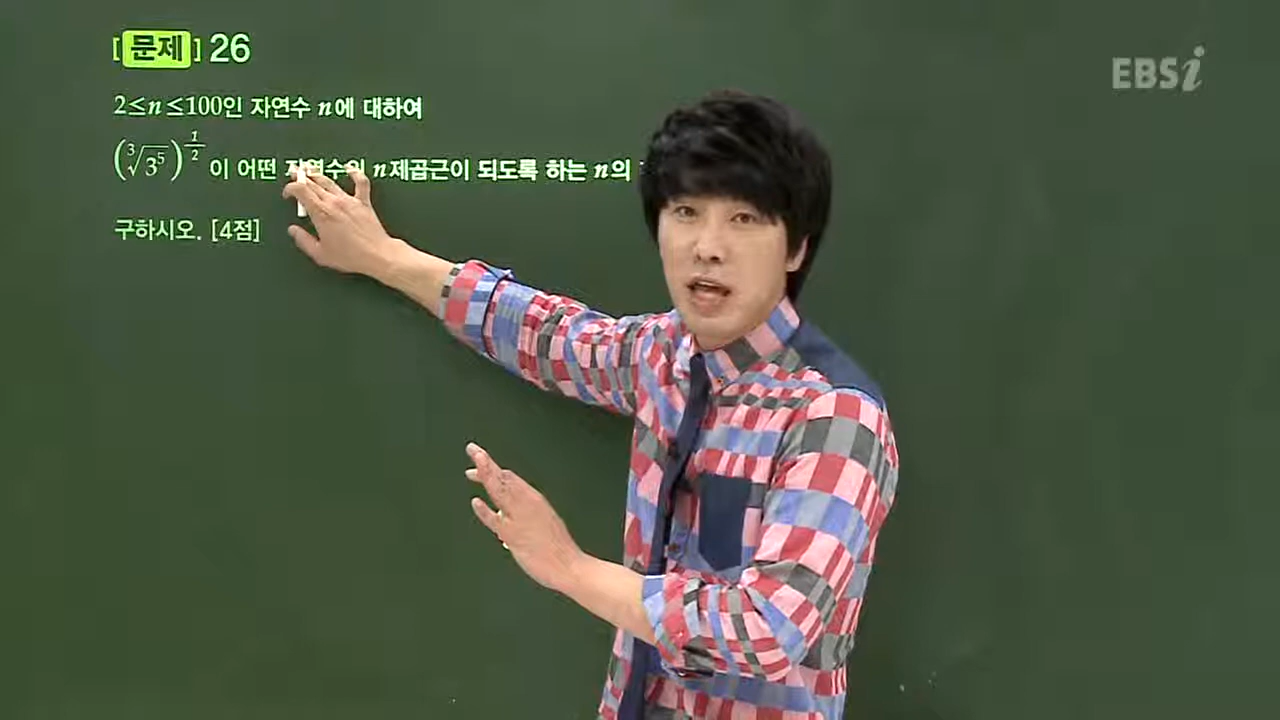 [문제] 26
EBSi
2≤n≤100인 자연수 n에 대하여
(∛3⁵)^(1/2) 이 어떤 자연수의 n제곱근이 되도록 하는 n의
구하시오. [4점]